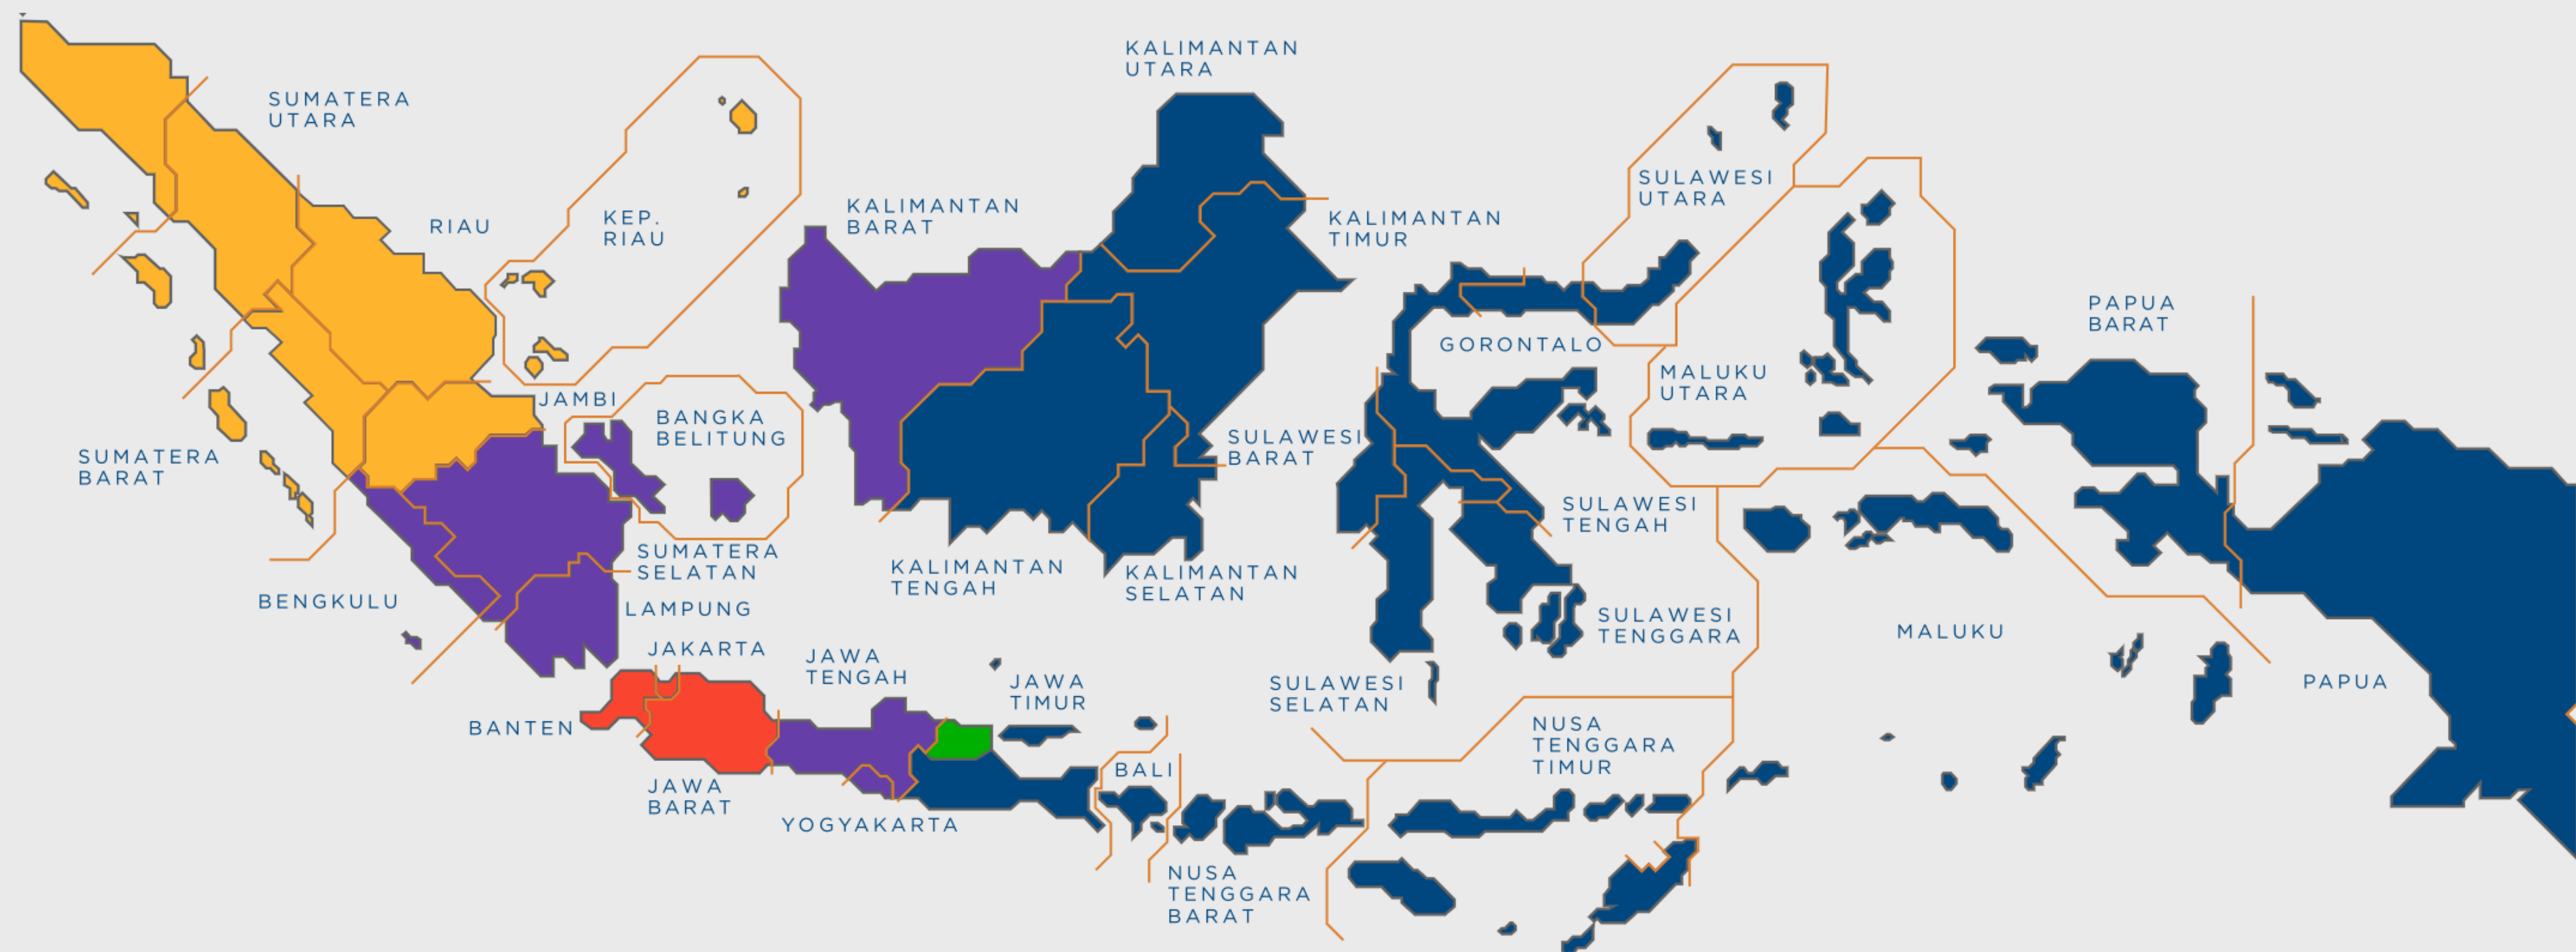 KALIMANTAN
UTARA
SUMATERA
UTARA
RIAU
KEP.
RIAU
KALIMANTAN
BARAT
KALIMANTAN
TIMUR
SULAWESI
UTARA
PAPUA
BARAT
GORONTALO
MALUKU
UTARA
JAMBI
BANGKA
BELITUNG
SUMATERA
BARAT
SULAWESI
BARAT
SULAWESI
TENGAH
SUMATERA
SELATAN
KALIMANTAN
TENGAH
KALIMANTAN
SELATAN
BENGKULU
LAMPUNG
SULAWESI
TENGGARA
MALUKU
JAKARTA
JAWA
TENGAH
JAWA
TIMUR
SULAWESI
SELATAN
PAPUA
BANTEN
NUSA
TENGGARA
TIMUR
BALI
JAWA
BARAT
YOGYAKARTA
NUSA
TENGGARA
BARAT